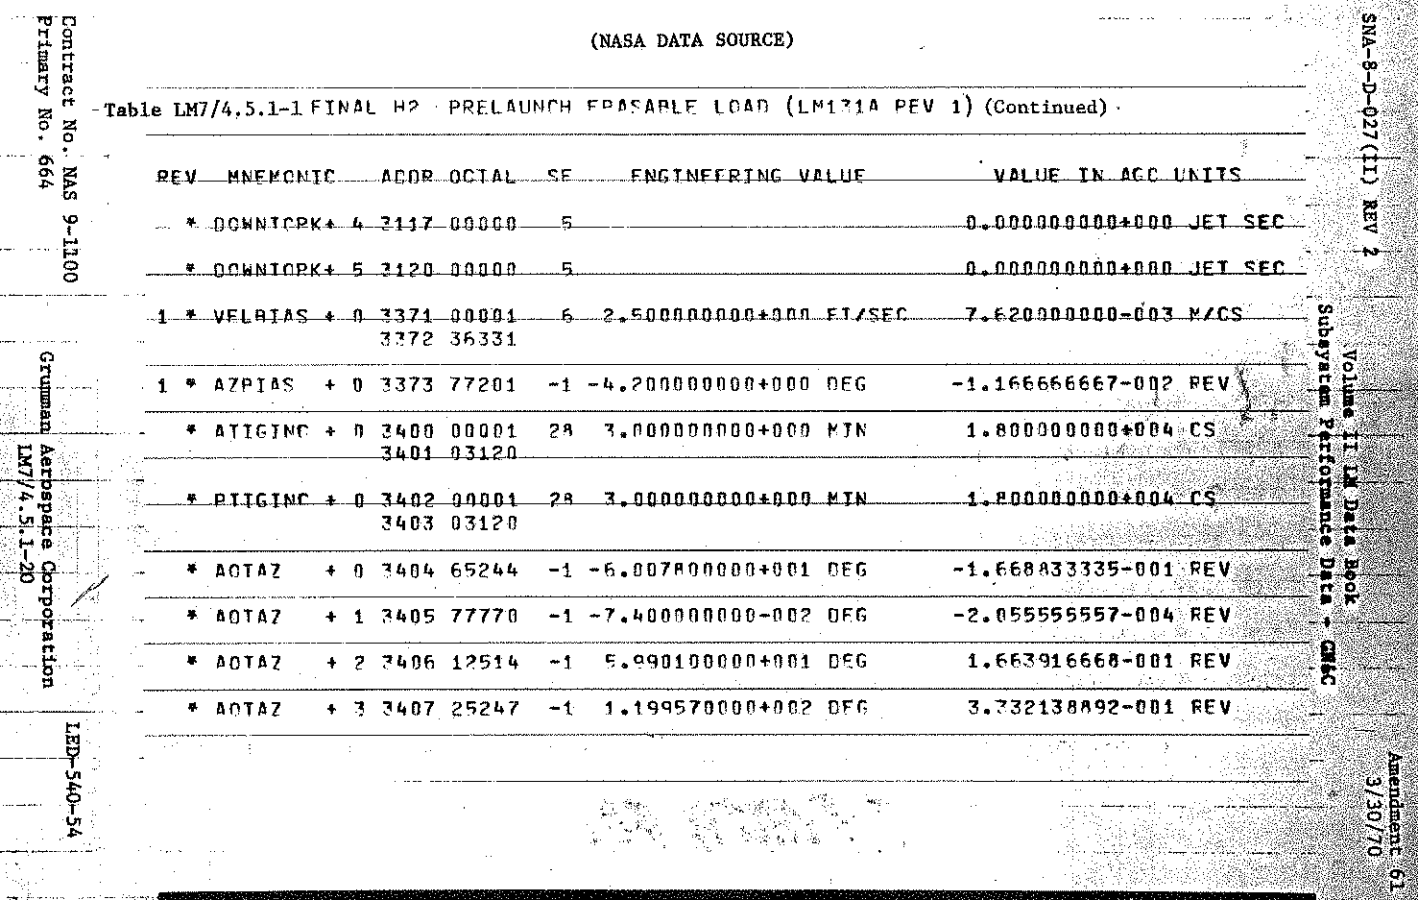 (NASA DATA SOURCE)
Table LM7/4.5.1-1 FINAL H2 PRELAUNCH ERASABLE LOAD (LM131A REV 1) (Continued)
REV MNEMONIC ADDR OCTAL SF ENGINEERING VALUE VALUE IN AGC UNITS
* DOWNTORK+ 4 3117 00000 5 0.000000000+000 JET SEC
* DOWNTORK+ 5 3120 00000 5 0.000000000+000 JET SEC
1 * VELBIAS + 0 3371 00001 6 2.500000000+000 FT/SEC 7.620000000-003 M/CS
3372 36331
1 * AZBIAS + 0 3373 77201 -1 -4.200000000+000 DEG -1.166666667-002 REV
* ATIGINC + 0 3400 00001 28 3.000000000+000 MIN 1.800000000+004 CS
3401 03120
* PTIGINC + 0 3402 00001 28 3.000000000+000 MIN 1.800000000+004 CS
3403 03120
* AOTAZ + 0 3404 65244 -1 -6.007800000+001 DEG -1.668833335-001 REV
* AOTAZ + 1 3405 77770 -1 -7.400000000-002 DEG -2.055555557-004 REV
* AOTAZ + 2 3406 12514 -1 5.990100000+001 DEG 1.663916668-001 REV
* AOTAZ + 3 3407 25247 -1 1.199570000+002 DEG 3.332138892-001 REV
Contract No. NAS 9-1100
Primary No. 664
Grumman Aerospace Corporation
LM7/4.5.1-20
LED-540-54
SNA-8-D-027(II) REV 2
Volume II LM Data Book
Subsystem Performance Data - GN&C
Amendment 61
3/30/70